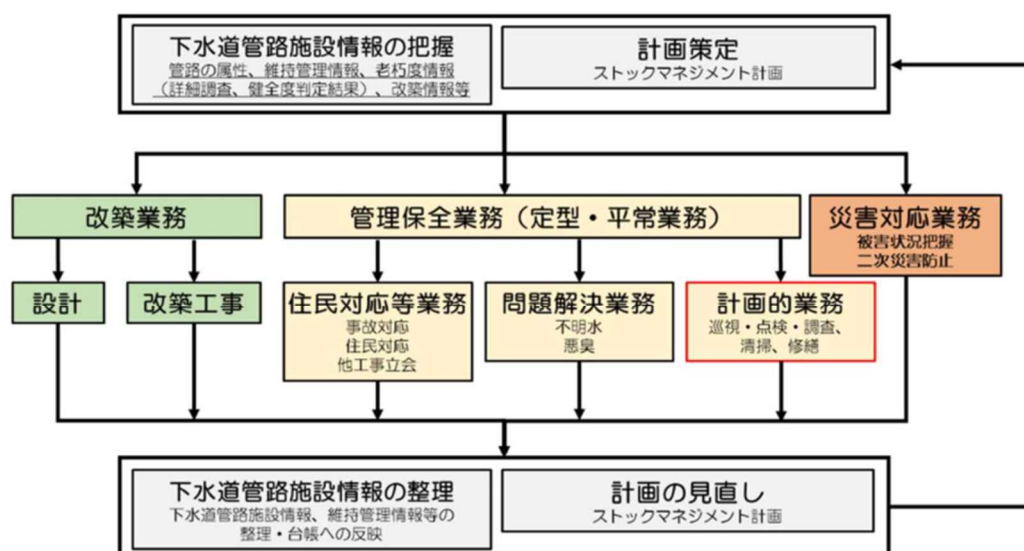 下水道管路施設情報の把握
管路の属性、維持管理情報、老朽度情報
（詳細調査、健全度判定結果）、改築情報等
計画策定
ストックマネジメント計画
改築業務
管理保全業務（定型・平常業務）
災害対応業務
被害状況把握
二次災害防止
設計
改築工事
住民対応等業務
事故対応
住民対応
他工事立会
問題解決業務
不明水
悪臭
計画的業務
巡視・点検・調査、
清掃、修繕
下水道管路施設情報の整理
下水道管路施設情報、維持管理情報等の
整理・台帳への反映
計画の見直し
ストックマネジメント計画